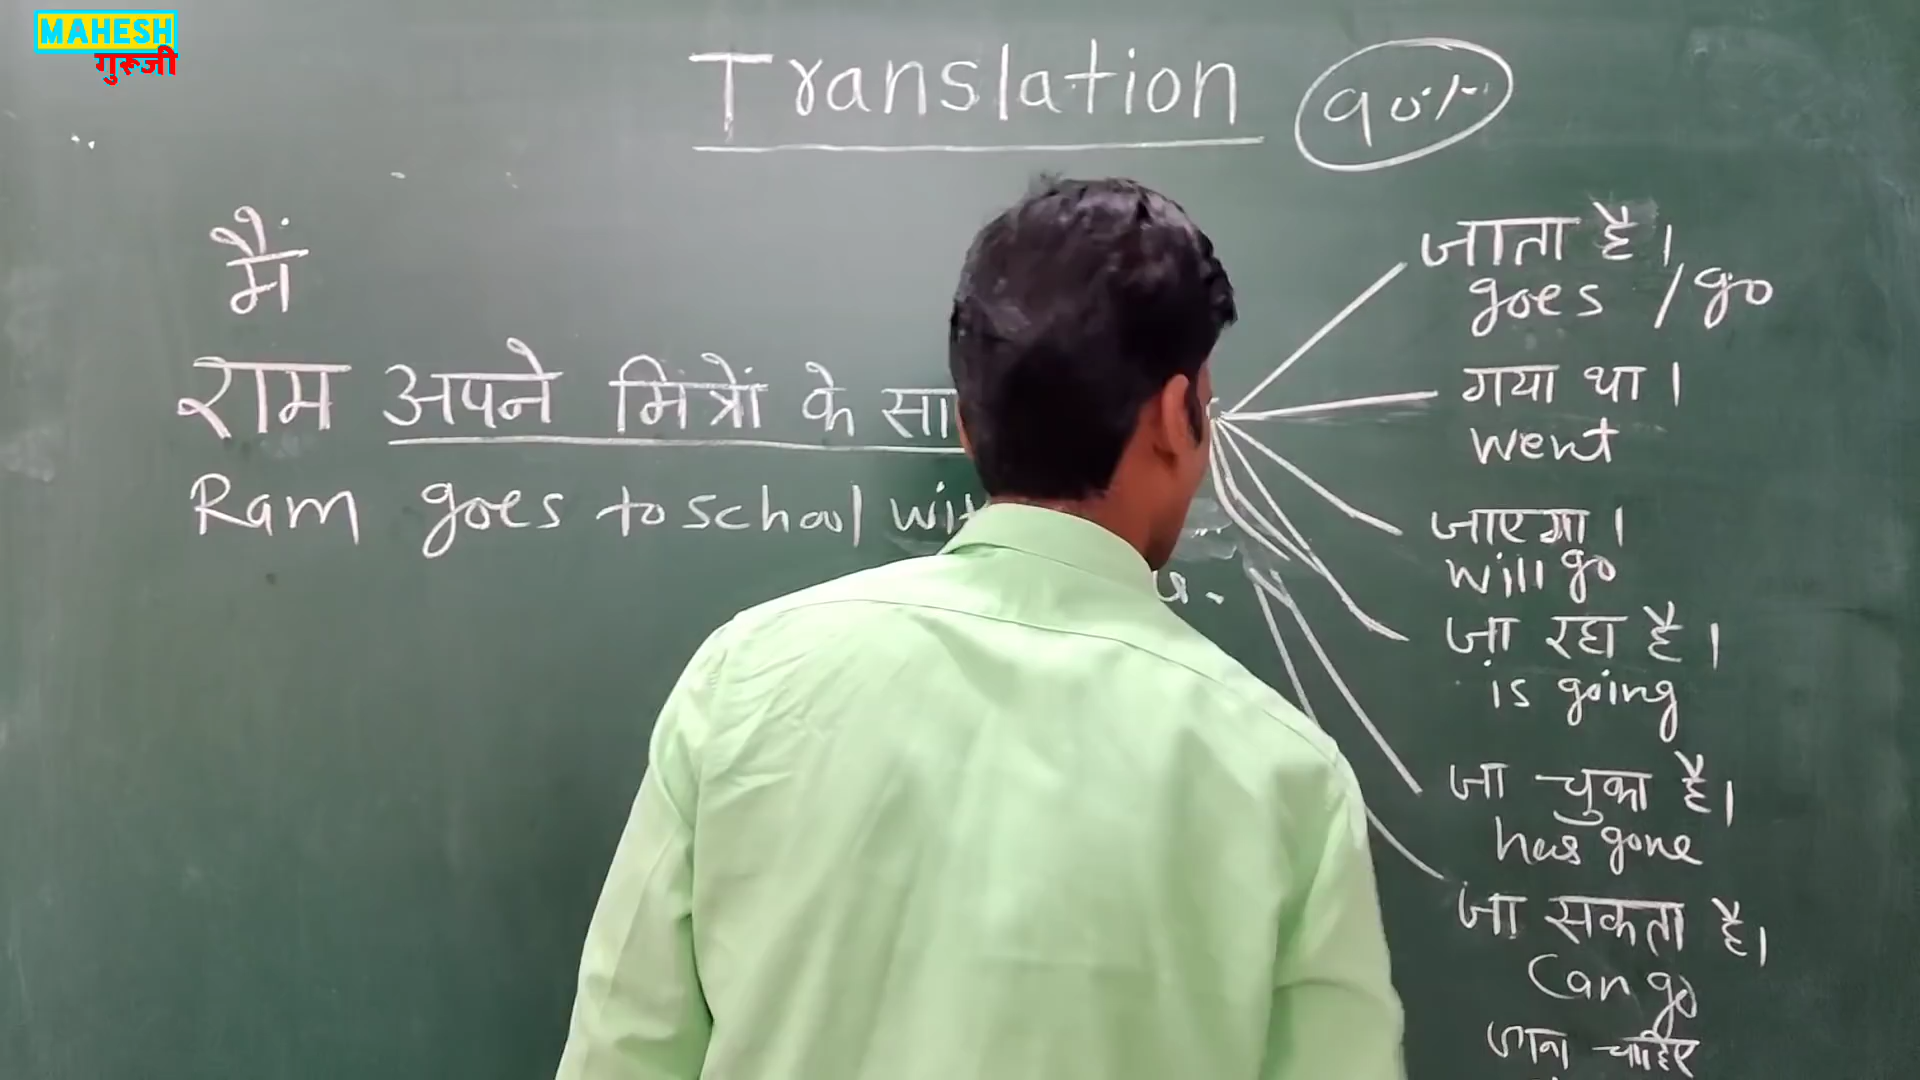 MAHESH
गुरूजी
Translation 90%
मैं
राम अपने मित्रों के
Ram goes to school
जाता है।
goes / go
गया था।
went
जाएगा।
will go
जा रहा है।
is going
जा चुका है।
has gone
जा सकता है।
Can go
जाना चाहिए